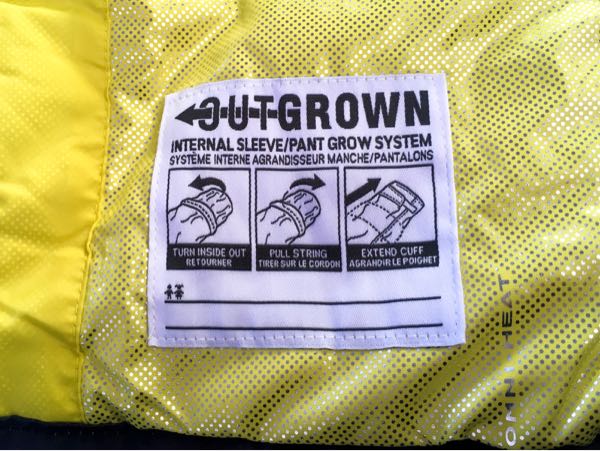 OUTGROWN
INTERNAL SLEEVE/PANT GROW SYSTEM
SYSTÈME INTERNE AGRANDISSEUR MANCHE/PANTALONS
TURN INSIDE OUT
RETOURNER
PULL STRING
TIRER SUR LE CORDON
EXTEND CUFF
AGRANDIR LE POIGNET
OMNI-HEAT